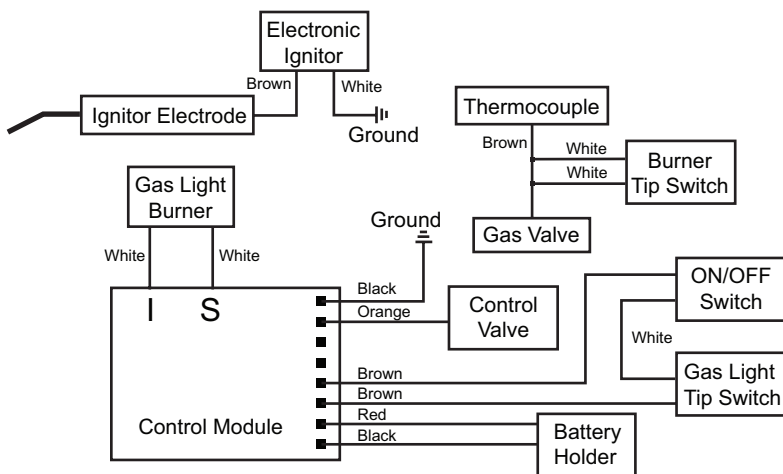 Electronic
Ignitor
Brown
White
Ignitor Electrode
Ground
Thermocouple
Brown
White
White
Burner
Tip Switch
Gas Valve
Gas Light
Burner
White
White
Ground
I
S
Control Module
Black
Orange
Control
Valve
Brown
Brown
Red
Black
ON/OFF
Switch
White
Gas Light
Tip Switch
Battery
Holder